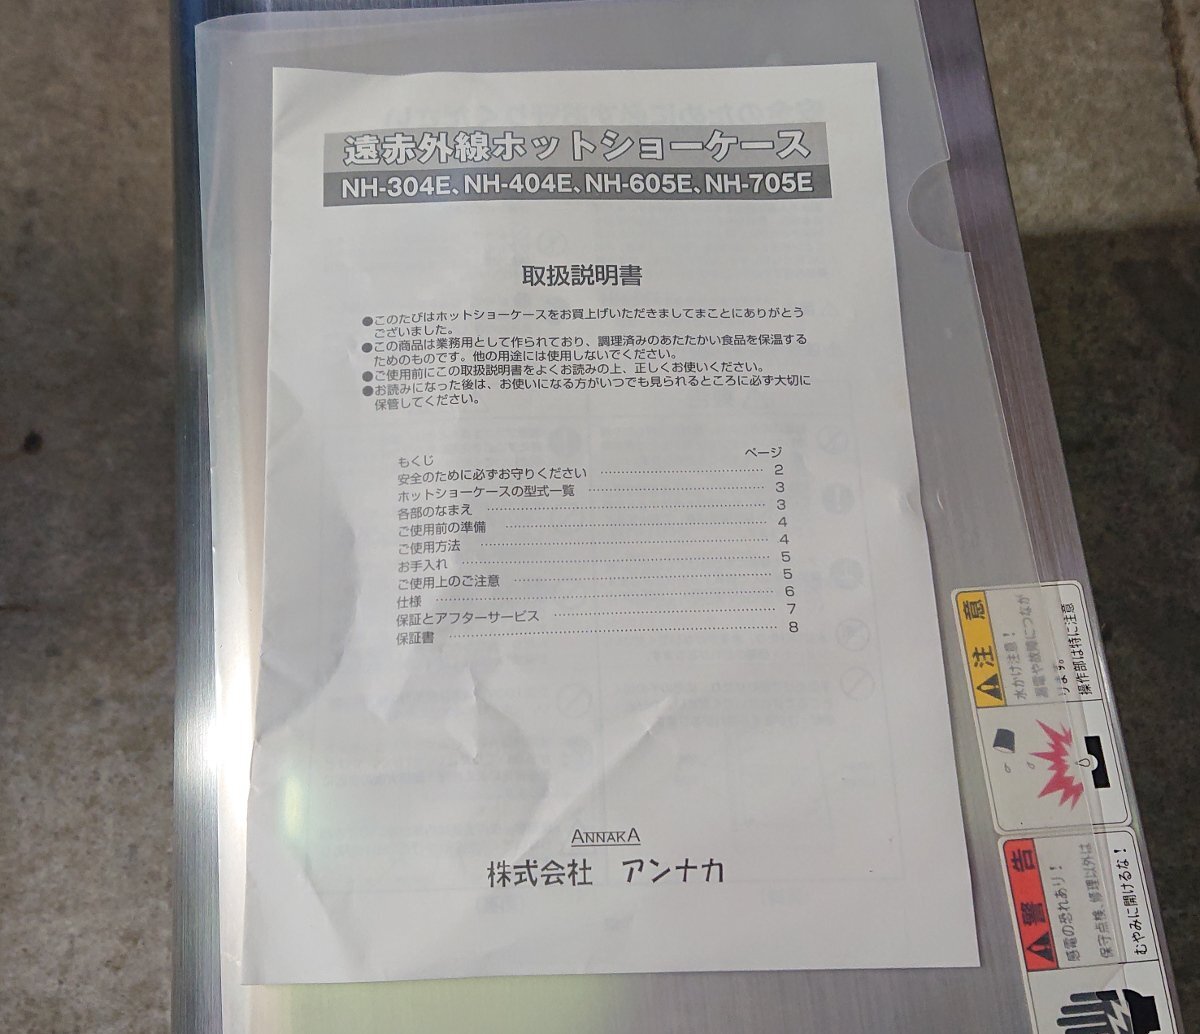 遠赤外線ホットショーケース
NH-304E、NH-404E、NH-605E、NH-705E
取扱説明書
●このたびはホットショーケースをお買上げいただきましてまことにありがとう
ございました。
●この商品は業務用として作られており、調理済みのあたたかい食品を保温する
ためのものです。他の用途には使用しないでください。
●ご使用前にこの取扱説明書をよくお読みの上、正しくお使いください。
●お読みになった後は、お使いになる方がいつでも見られるところに必ず大切に
保管してください。
もくじ ページ
安全のために必ずお守りください 2
ホットショーケースの型式一覧 3
各部のなまえ 3
ご使用前の準備 4
ご使用方法 4
お手入れ 5
ご使用上のご注意 5
仕様 6
保証とアフターサービス 7
保証書 8
ANNAKA
株式会社 アンナカ
注意
水かけ注意!
漏電や故障につなが
ります。
操作部は特に注意
警告
感電の恐れあり!
保守点検、修理以外は
むやみに開けるな!